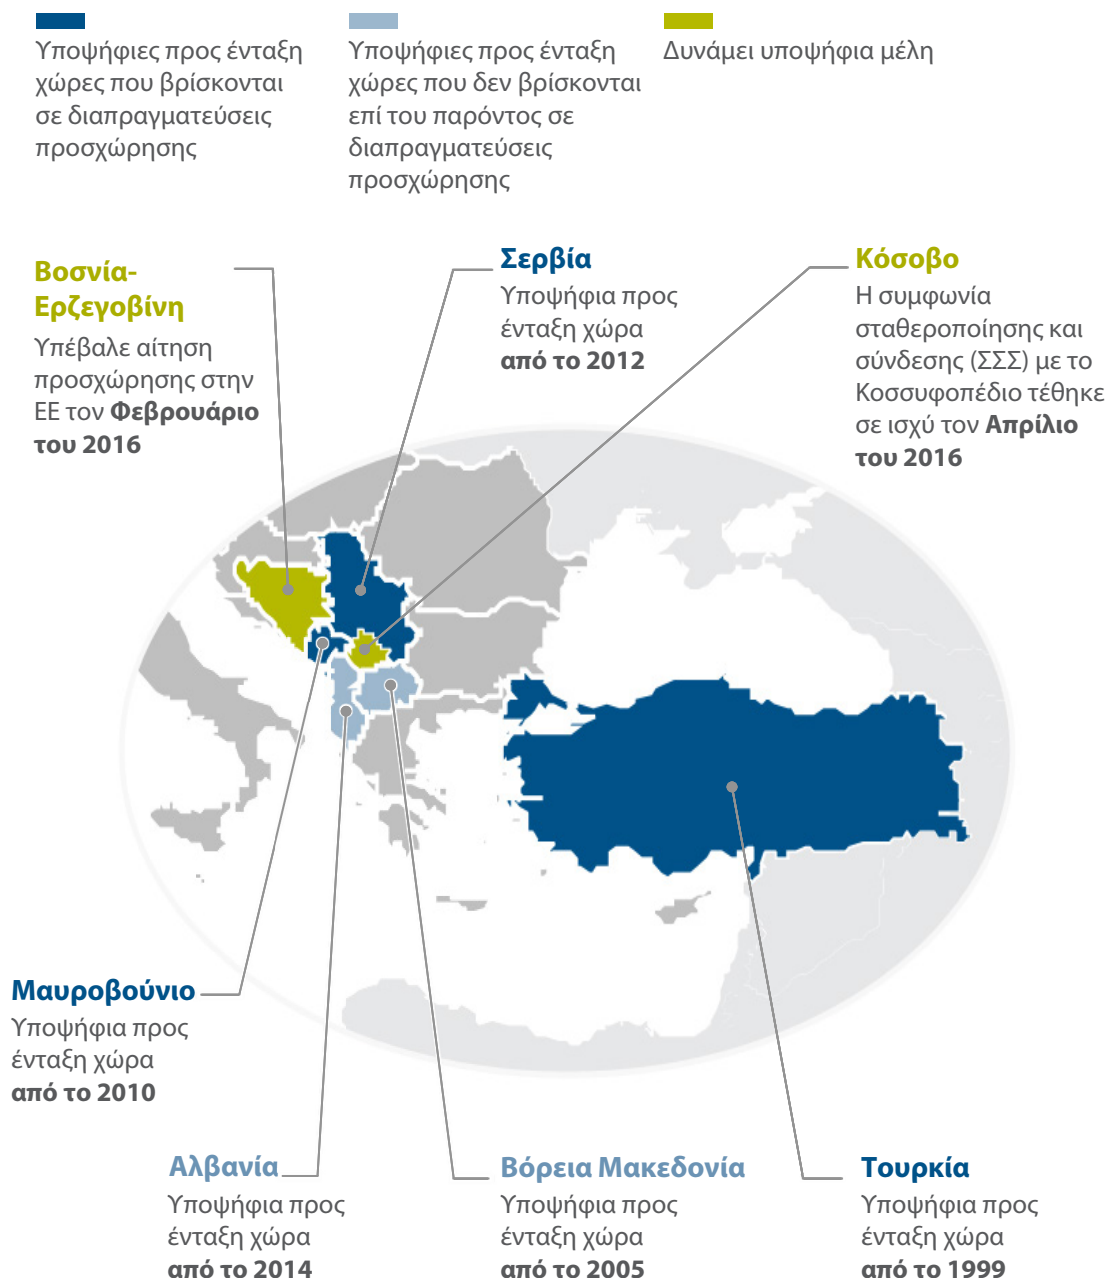 Υποψήφιες προς ένταξη
χώρες που βρίσκονται
σε διαπραγματεύσεις
προσχώρησης
Υποψήφιες προς ένταξη
χώρες που δεν βρίσκονται
επί του παρόντος σε
διαπραγματεύσεις
προσχώρησης
Δυνάμει υποψήφια μέλη
Βοσνία-
Ερζεγοβίνη
Υπέβαλε αίτηση
προσχώρησης στην
ΕΕ τον Φεβρουάριο
του 2016
Σερβία
Υποψήφια προς
ένταξη χώρα
από το 2012
Κόσοβο
Η συμφωνία
σταθεροποίησης και
σύνδεσης (ΣΣΣ) με το
Κοσσυφοπέδιο τέθηκε
σε ισχύ τον Απρίλιο
του 2016
Μαυροβούνιο
Υποψήφια προς
ένταξη χώρα
από το 2010
Αλβανία
Υποψήφια προς
ένταξη χώρα
από το 2014
Βόρεια Μακεδονία
Υποψήφια προς
ένταξη χώρα
από το 2005
Τουρκία
Υποψήφια προς
ένταξη χώρα
από το 1999